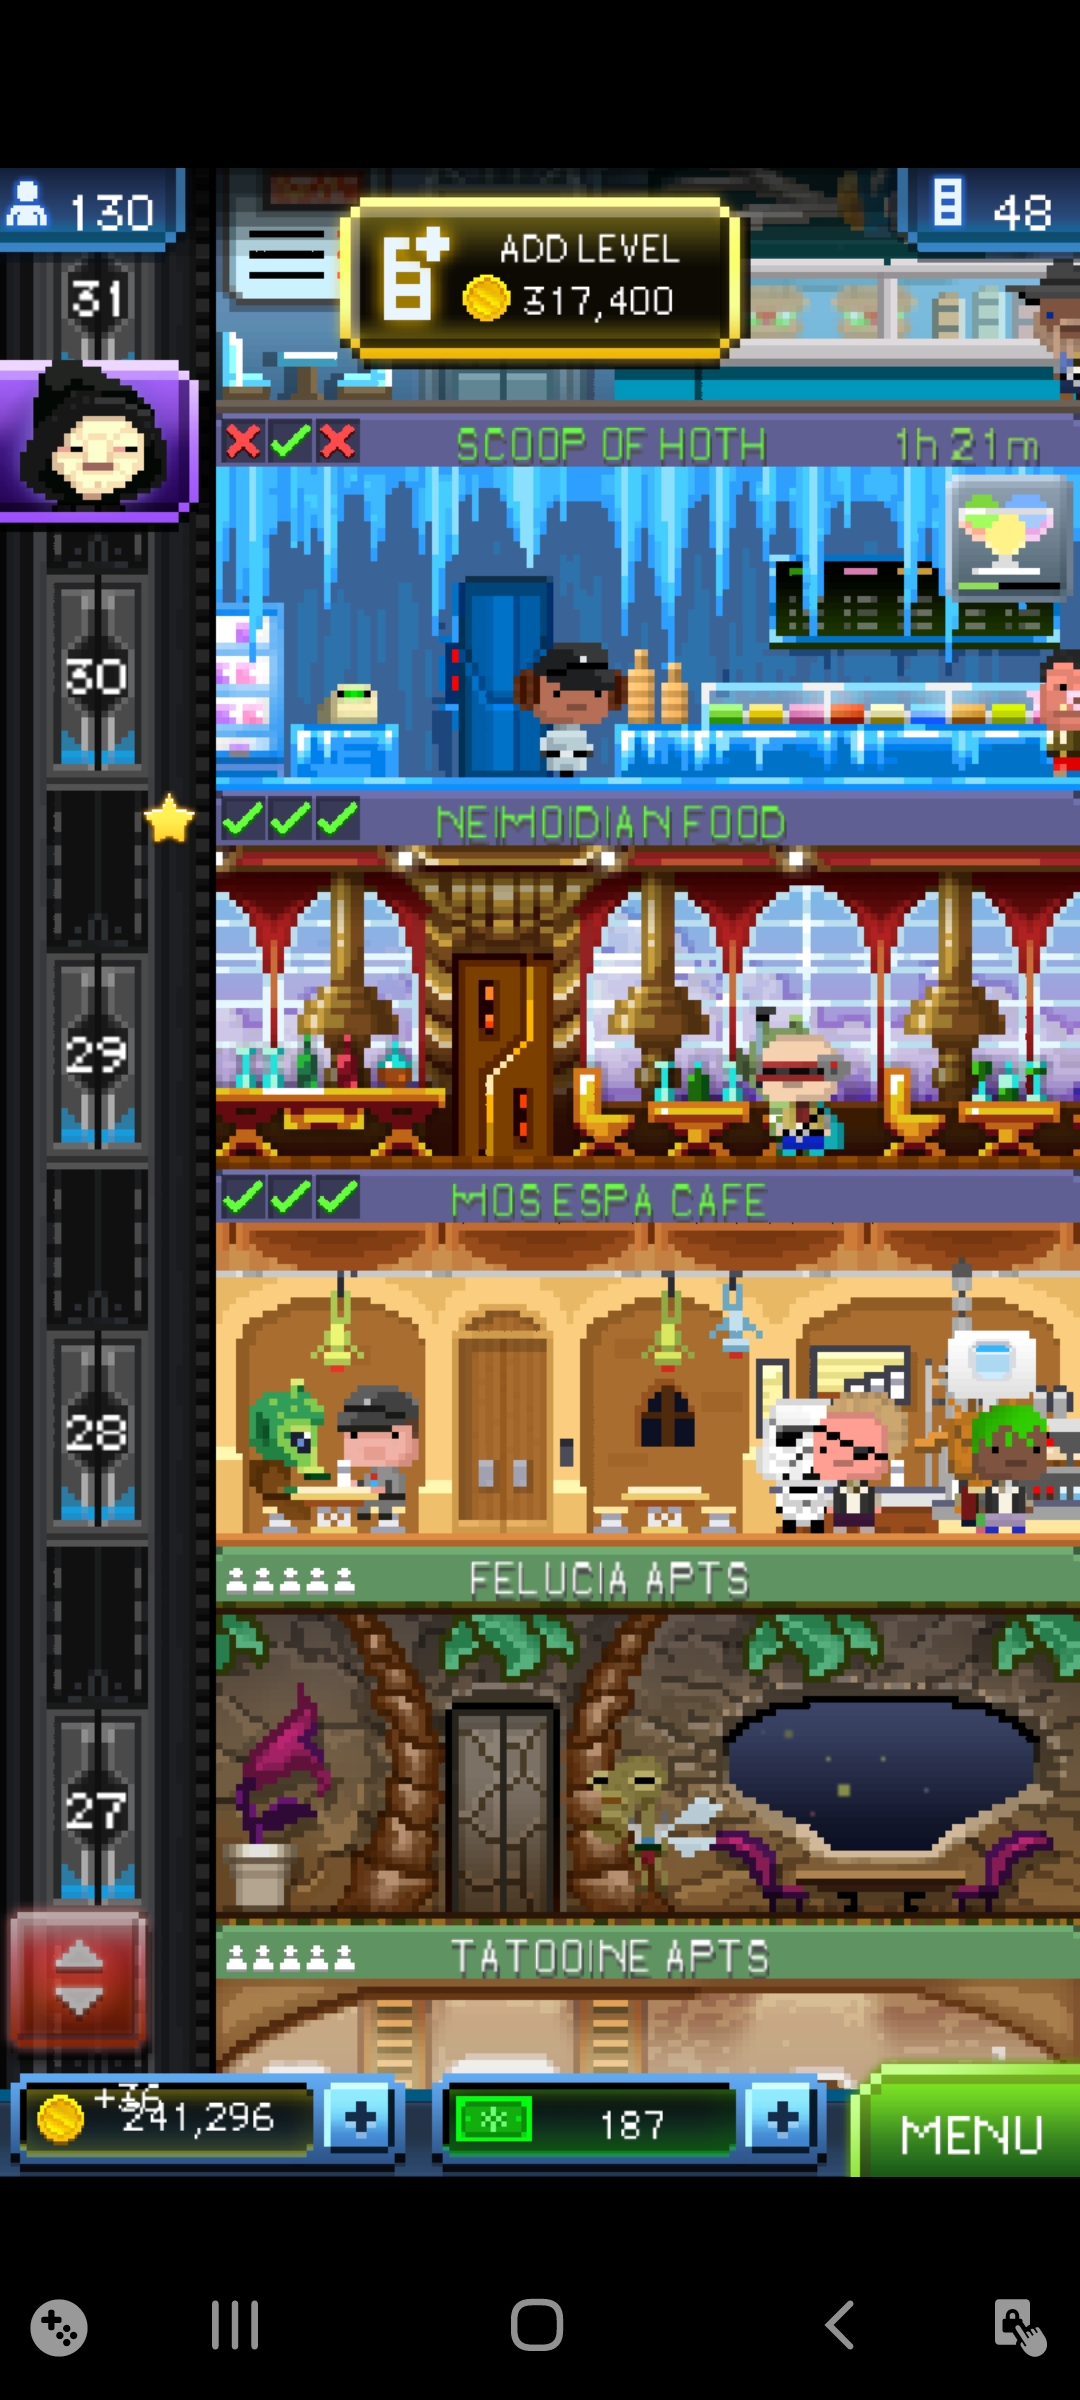 130
ADD LEVEL
317,400
48
31
SCOOP OF HOTH
1h 21m
30
NEIMOIDIAN FOOD
29
MOS ESPA CAFE
28
FELUCIA APTS
27
TATOOINE APTS
+36
241,296
187
MENU